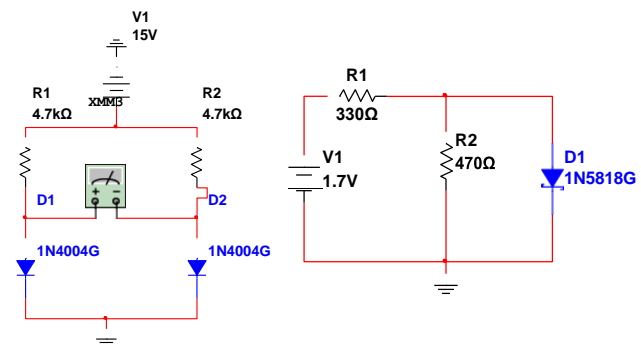 V1
15V
XMM3
R1
4.7kΩ
R2
4.7kΩ
D1
D2
1N4004G
1N4004G
R1
330Ω
R2
470Ω
V1
1.7V
D1
1N5818G